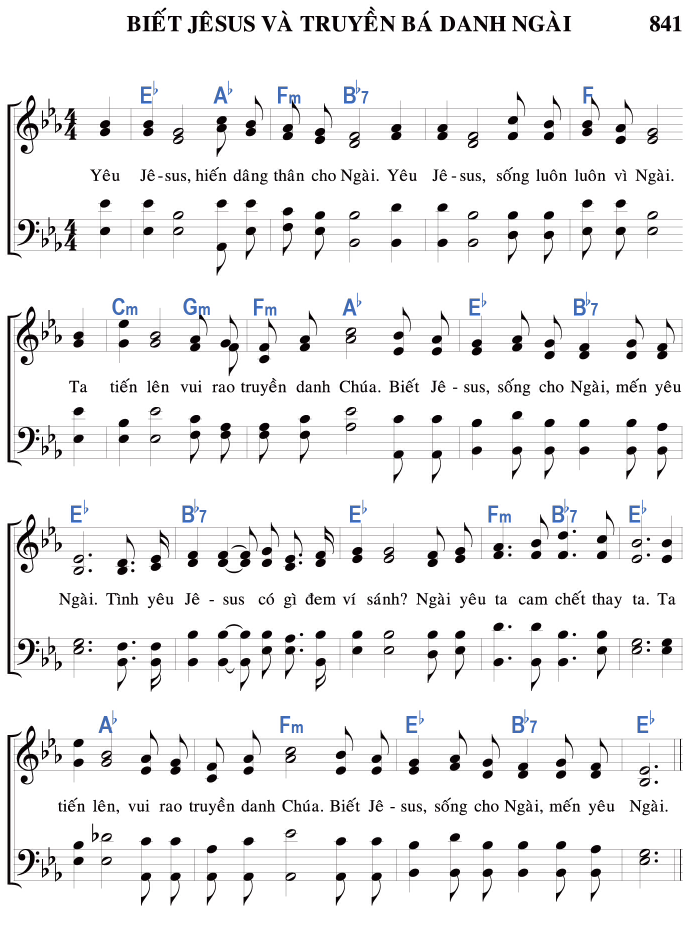 BIẾT JÊSUS VÀ TRUYỀN BÁ DANH NGÀI 841
E♭ A♭ Fm B♭7 F
Yêu Jê-sus, hiến dâng thân cho Ngài. Yêu Jê-sus, sống luôn luôn vì Ngài.
Cm Gm Fm A♭ E♭ B♭7
Ta tiến lên vui rao truyền danh Chúa. Biết Jê-sus, sống cho Ngài, mến yêu
E♭ B♭7 E♭ Fm B♭7 E♭
Ngài. Tình yêu Jê-sus có gì đem ví sánh? Ngài yêu ta cam chết thay ta. Ta
A♭ Fm E♭ B♭7 E♭
tiến lên, vui rao truyền danh Chúa. Biết Jê-sus, sống cho Ngài, mến yêu Ngài.